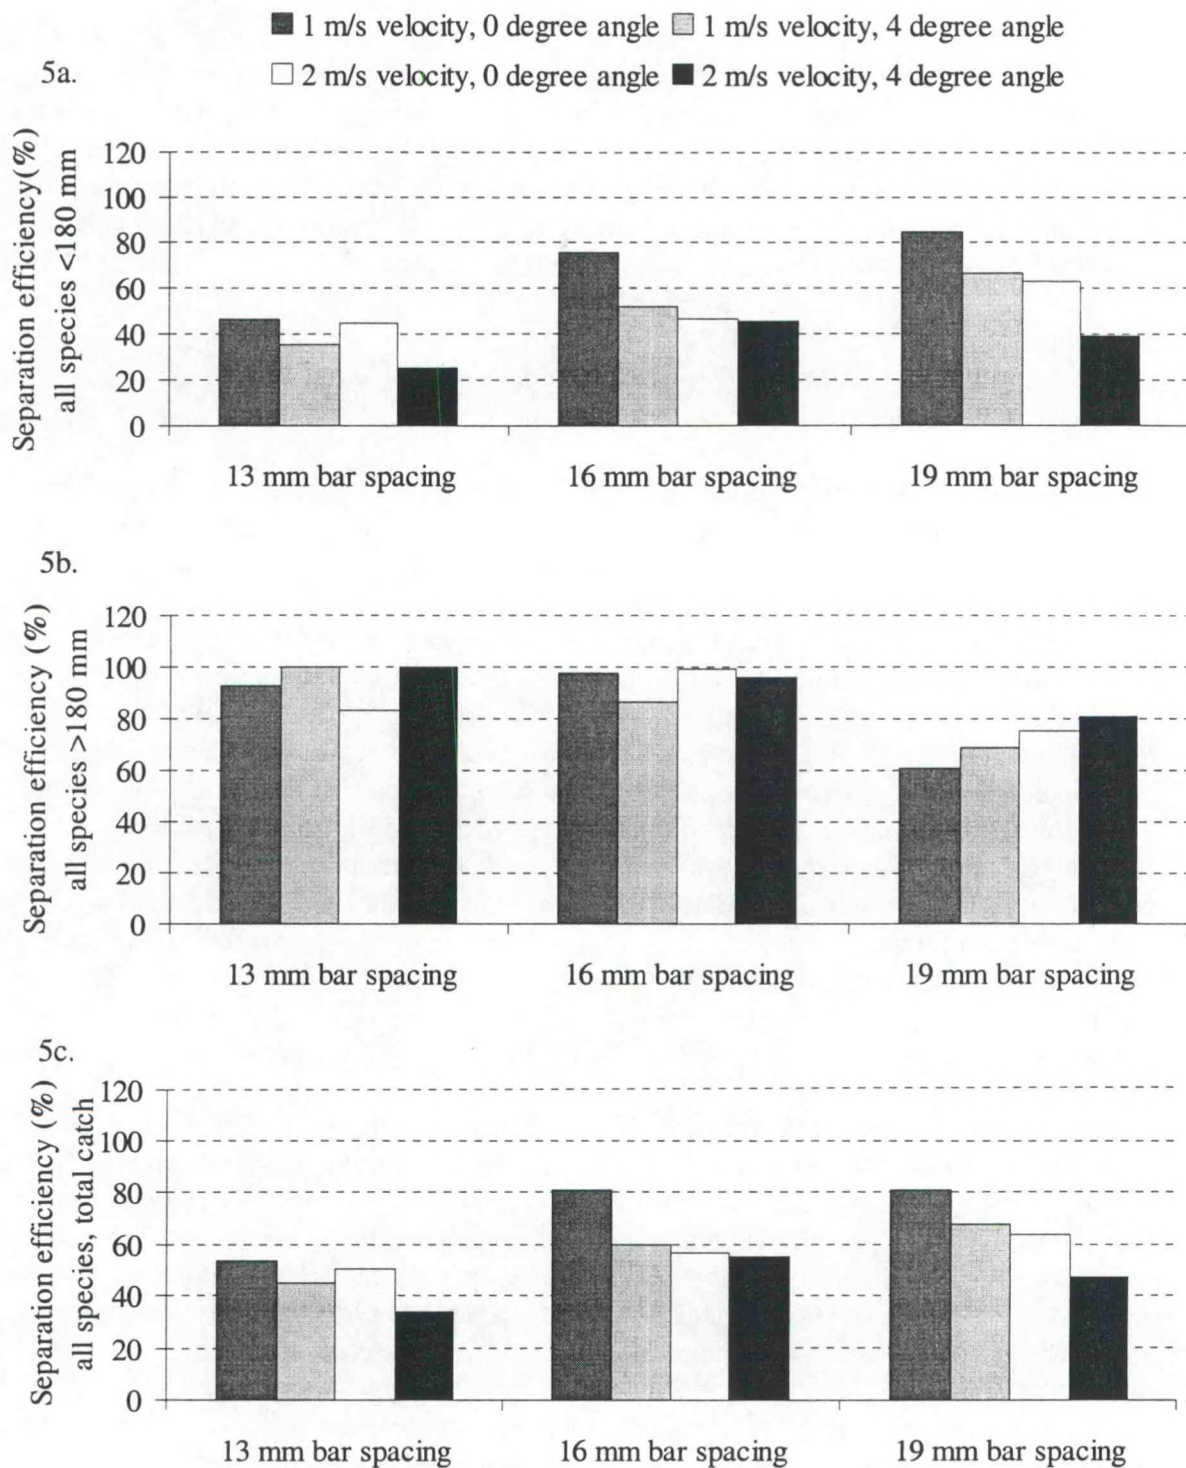 1 m/s velocity, 0 degree angle 1 m/s velocity, 4 degree angle
2 m/s velocity, 0 degree angle 2 m/s velocity, 4 degree angle
5a.
Separation efficiency(%)
all species <180 mm
120
100
80
60
40
20
0
13 mm bar spacing 16 mm bar spacing 19 mm bar spacing
5b.
Separation efficiency (%)
all species >180 mm
120
100
80
60
40
20
0
13 mm bar spacing 16 mm bar spacing 19 mm bar spacing
5c.
Separation efficiency (%)
all species, total catch
120
100
80
60
40
20
0
13 mm bar spacing 16 mm bar spacing 19 mm bar spacing